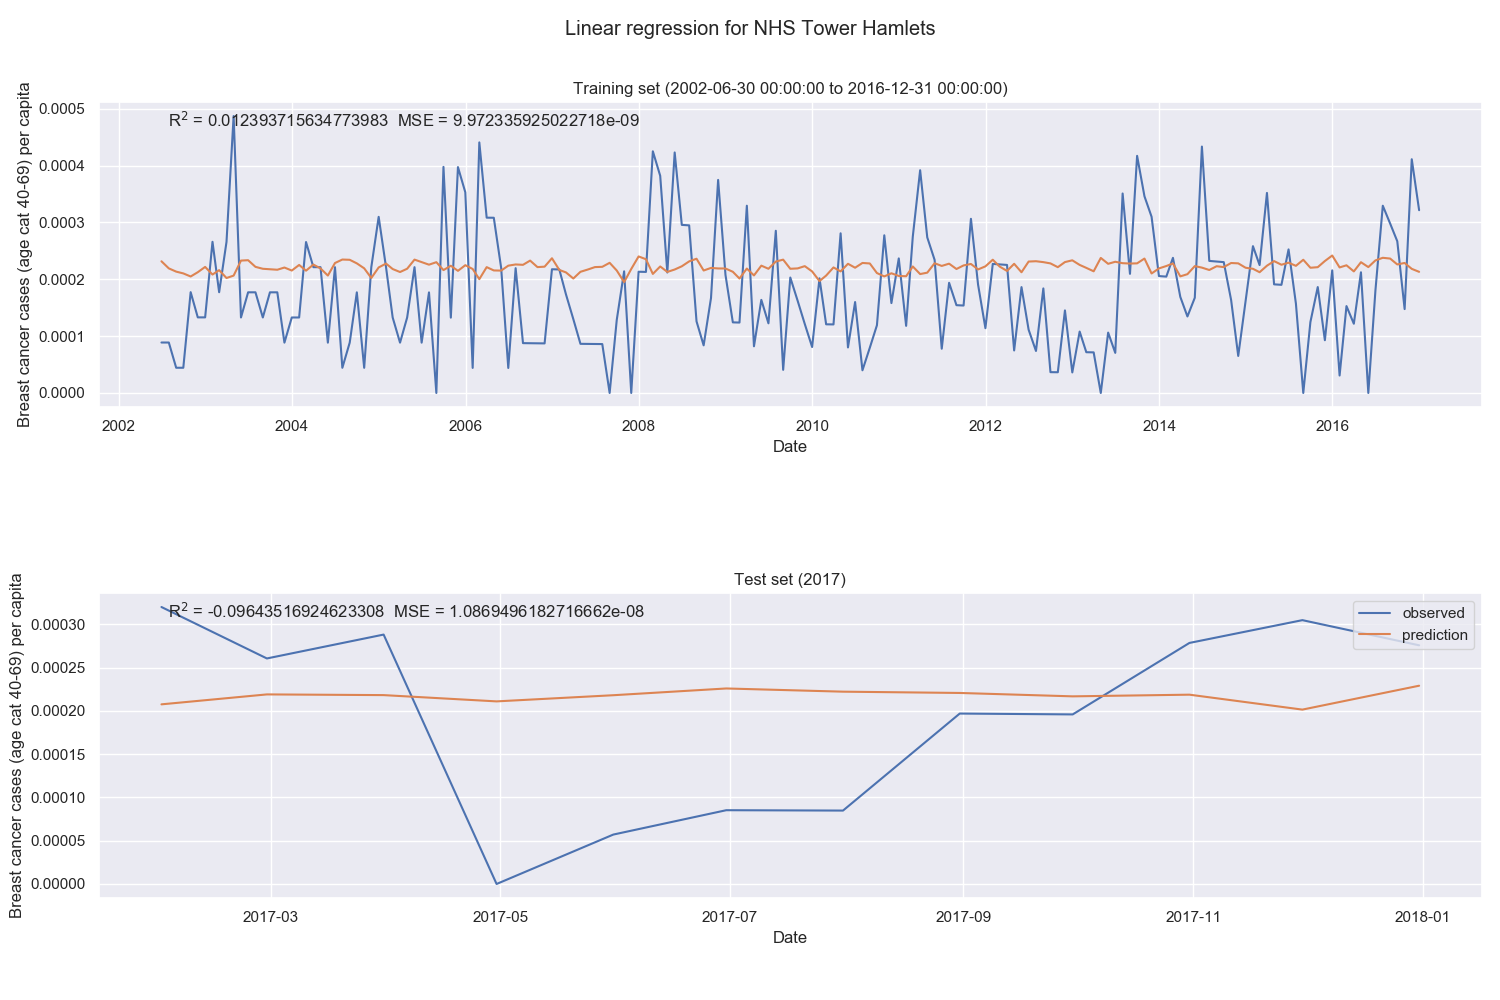 Linear regression for NHS Tower Hamlets
Training set (2002-06-30 00:00:00 to 2016-12-31 00:00:00)
R² = 0.012393715634773983 MSE = 9.972335925022718e-09
Breast cancer cases (age cat 40-69) per capita
0.0005
0.0004
0.0003
0.0002
0.0001
0.0000
2002 2004 2006 2008 2010 2012 2014 2016
Date
Test set (2017)
R² = -0.09643516924623308 MSE = 1.0869496182716662e-08
observed
prediction
Breast cancer cases (age cat 40-69) per capita
0.00030
0.00025
0.00020
0.00015
0.00010
0.00005
0.00000
2017-03 2017-05 2017-07 2017-09 2017-11 2018-01
Date